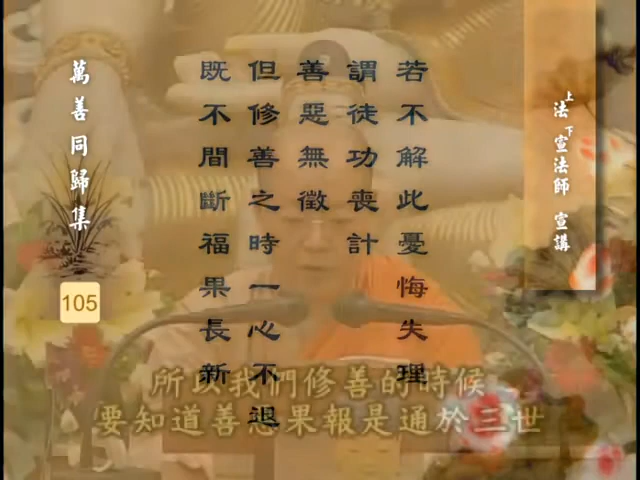 若不解此憂悔失理
謂徒功喪計
善惡無徵
但修善之時一心不退
既不間斷福果長新
萬善同歸集
105
上法下宣法師 宣講
所以我們修善的時候
要知道善惡果報是通於三世